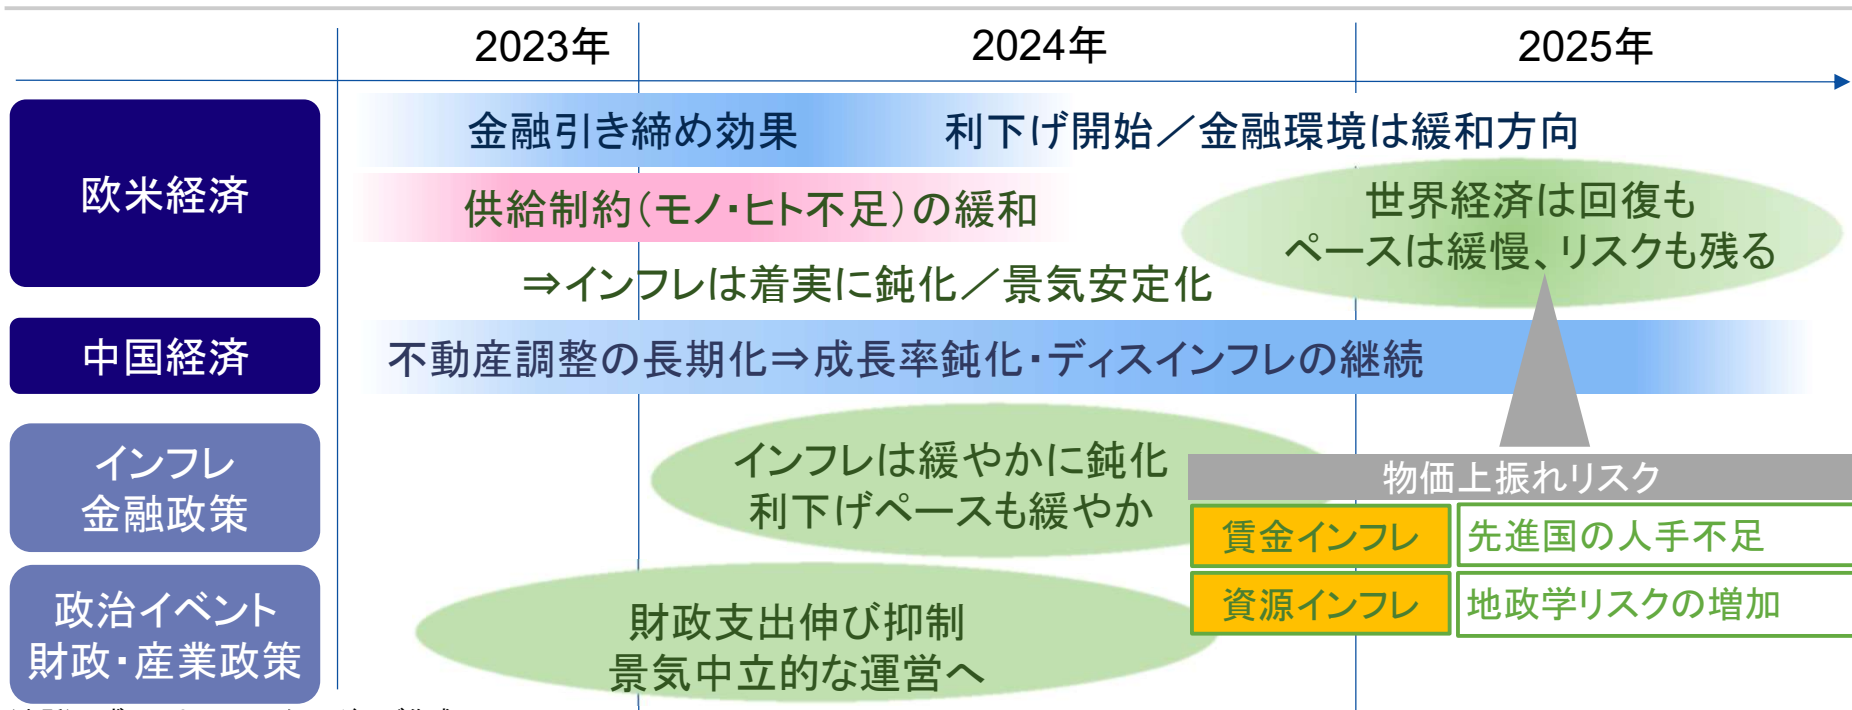 2023年
2024年
2025年
欧米経済
金融引き締め効果
利下げ開始／金融環境は緩和方向
供給制約(モノ・ヒト不足)の緩和
⇒インフレは着実に鈍化／景気安定化
世界経済は回復も
ペースは緩慢、リスクも残る
中国経済
不動産調整の長期化⇒成長率鈍化・ディスインフレの継続
インフレ
金融政策
インフレは緩やかに鈍化
利下げペースも緩やか
物価上振れリスク
賃金インフレ
先進国の人手不足
資源インフレ
地政学リスクの増加
政治イベント
財政・産業政策
財政支出伸び抑制
景気中立的な運営へ